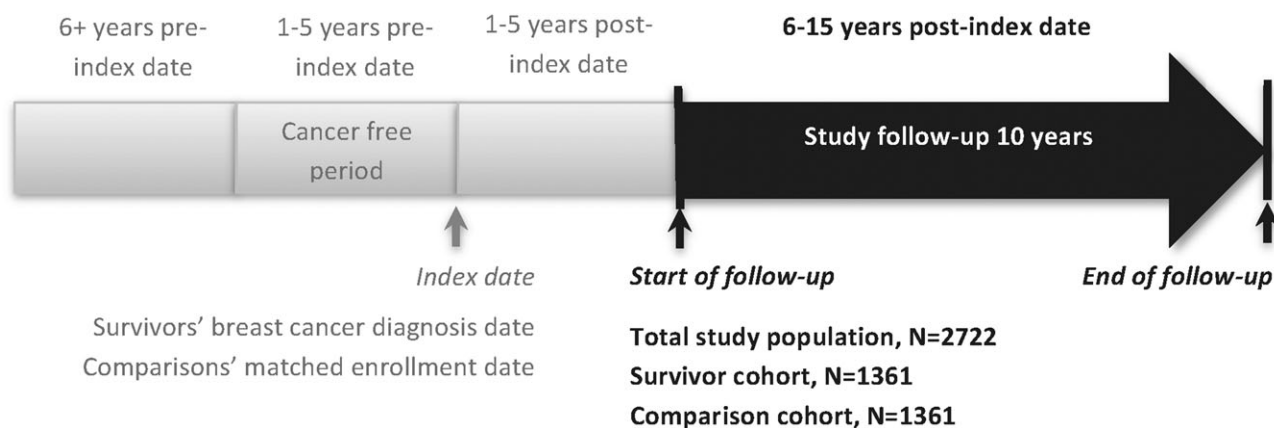 6+ years pre-
index date
1-5 years pre-
index date
1-5 years post-
index date
6-15 years post-index date
Cancer free
period
Study follow-up 10 years
Index date
Survivors' breast cancer diagnosis date
Comparisons' matched enrollment date
Start of follow-up
End of follow-up
Total study population, N=2722
Survivor cohort, N=1361
Comparison cohort, N=1361